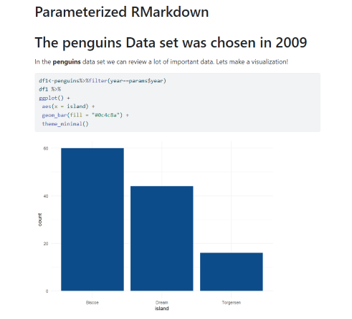 Parameterized RMarkdown
The penguins Data set was chosen in 2009
In the penguins data set we can review a lot of important data. Lets make a visualization!
df1<-penguins%>%filter(year==params$year)
df1 %>%
ggplot() +
aes(x = island) +
geom_bar(fill = "#0c4c8a") +
theme_minimal()
60
40
count
20
0
Biscoe Dream Torgersen
island